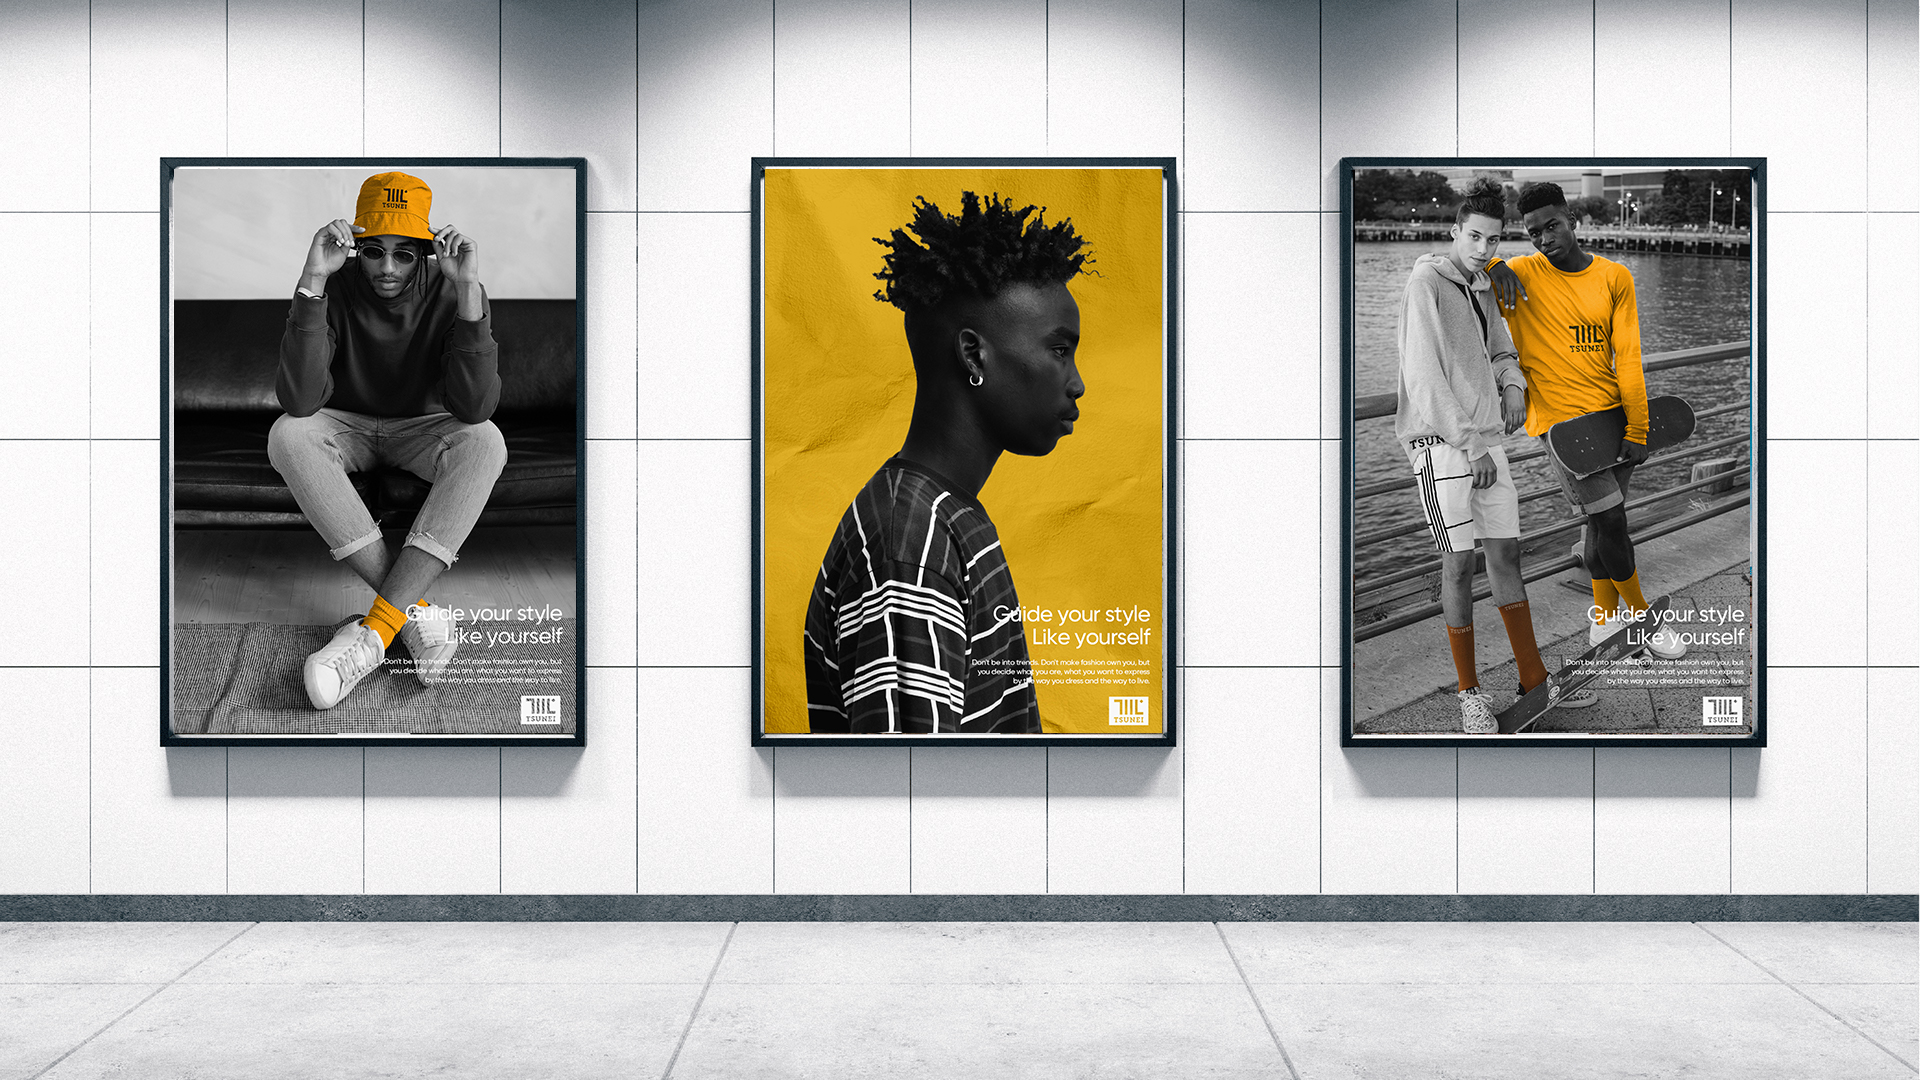 TSUNEI
Guide your style
Like yourself
Don't be into trends. Don't make fashion own you, but
you decide what you are, what you want to express
by the way you dress and the way to live.
TSUNEI
Guide your style
Like yourself
Don't be into trends. Don't make fashion own you, but
you decide what you are, what you want to express
by the way you dress and the way to live.
TSUNEI
TSUNEI
TSUN
TSUNEI
TSUNEI
Guide your style
Like yourself
Don't be into trends. Don't make fashion own you, but
you decide what you are, what you want to express
by the way you dress and the way to live.
TSUNEI